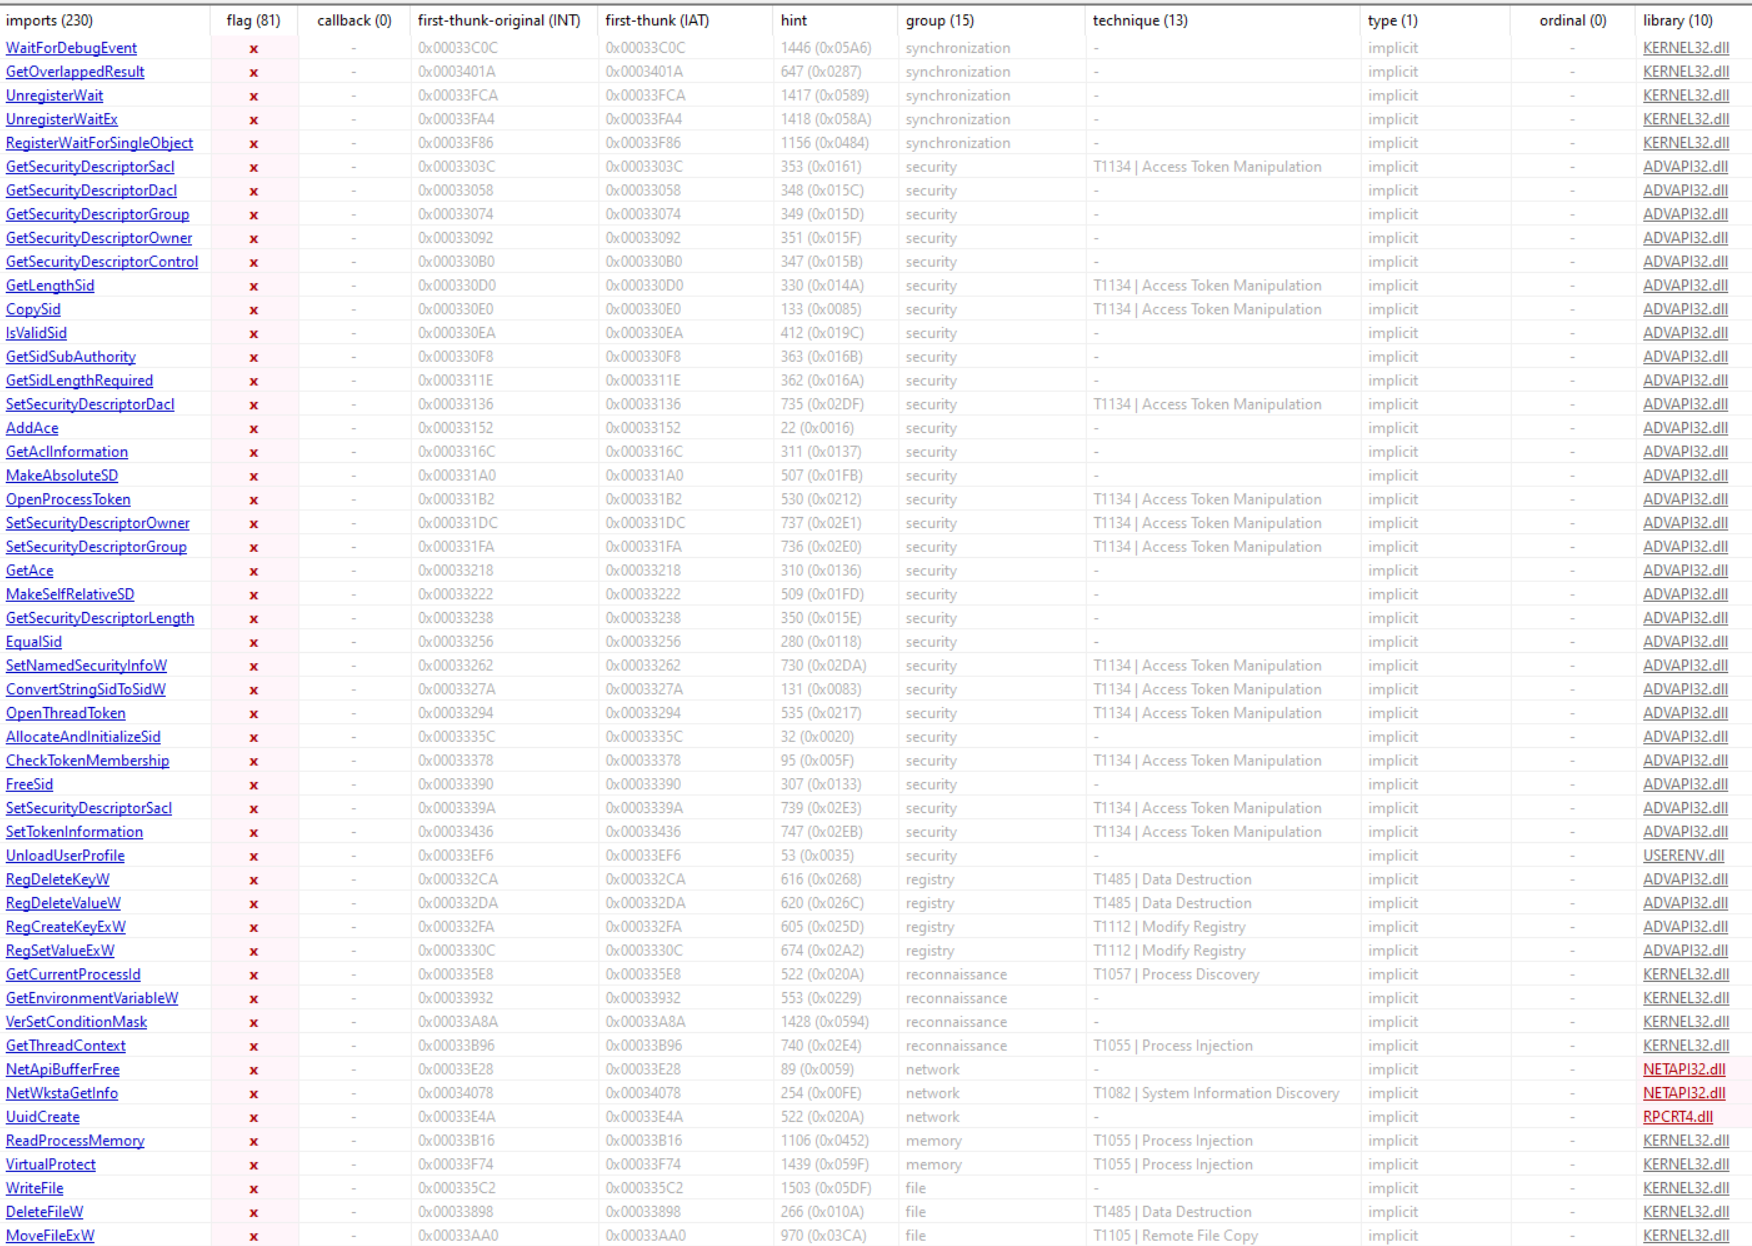 imports (230) flag (81) callback (0) first-thunk-original (INT) first-thunk (IAT) hint group (15) technique (13) type (1) ordinal (0) library (10)
WaitForDebugEvent x - 0x00033C0C 0x00033C0C 1446 (0x05A6) synchronization - implicit - KERNEL32.dll
GetOverlappedResult x - 0x0003401A 0x0003401A 647 (0x0287) synchronization - implicit - KERNEL32.dll
UnregisterWait x - 0x00033FCA 0x00033FCA 1417 (0x0589) synchronization - implicit - KERNEL32.dll
UnregisterWaitEx x - 0x00033FA4 0x00033FA4 1418 (0x058A) synchronization - implicit - KERNEL32.dll
RegisterWaitForSingleObject x - 0x00033F86 0x00033F86 1156 (0x0484) synchronization - implicit - KERNEL32.dll
GetSecurityDescriptorSacl x - 0x0003303C 0x0003303C 353 (0x0161) security T1134 | Access Token Manipulation implicit - ADVAPI32.dll
GetSecurityDescriptorDacl x - 0x00033058 0x00033058 348 (0x015C) security - implicit - ADVAPI32.dll
GetSecurityDescriptorGroup x - 0x00033074 0x00033074 349 (0x015D) security - implicit - ADVAPI32.dll
GetSecurityDescriptorOwner x - 0x00033092 0x00033092 351 (0x015F) security - implicit - ADVAPI32.dll
GetSecurityDescriptorControl x - 0x000330B0 0x000330B0 347 (0x015B) security - implicit - ADVAPI32.dll
GetLengthSid x - 0x000330D0 0x000330D0 330 (0x014A) security T1134 | Access Token Manipulation implicit - ADVAPI32.dll
CopySid x - 0x000330E0 0x000330E0 133 (0x0085) security T1134 | Access Token Manipulation implicit - ADVAPI32.dll
IsValidSid x - 0x000330EA 0x000330EA 412 (0x019C) security - implicit - ADVAPI32.dll
GetSidSubAuthority x - 0x000330F8 0x000330F8 363 (0x016B) security - implicit - ADVAPI32.dll
GetSidLengthRequired x - 0x0003311E 0x0003311E 362 (0x016A) security - implicit - ADVAPI32.dll
SetSecurityDescriptorDacl x - 0x00033136 0x00033136 735 (0x02DF) security T1134 | Access Token Manipulation implicit - ADVAPI32.dll
AddAce x - 0x00033152 0x00033152 22 (0x0016) security - implicit - ADVAPI32.dll
GetAclInformation x - 0x0003316C 0x0003316C 311 (0x0137) security - implicit - ADVAPI32.dll
MakeAbsoluteSD x - 0x000331A0 0x000331A0 507 (0x01FB) security - implicit - ADVAPI32.dll
OpenProcessToken x - 0x000331B2 0x000331B2 530 (0x0212) security T1134 | Access Token Manipulation implicit - ADVAPI32.dll
SetSecurityDescriptorOwner x - 0x000331DC 0x000331DC 737 (0x02E1) security T1134 | Access Token Manipulation implicit - ADVAPI32.dll
SetSecurityDescriptorGroup x - 0x000331FA 0x000331FA 736 (0x02E0) security T1134 | Access Token Manipulation implicit - ADVAPI32.dll
GetAce x - 0x00033218 0x00033218 310 (0x0136) security - implicit - ADVAPI32.dll
MakeSelfRelativeSD x - 0x00033222 0x00033222 509 (0x01FD) security - implicit - ADVAPI32.dll
GetSecurityDescriptorLength x - 0x00033238 0x00033238 350 (0x015E) security - implicit - ADVAPI32.dll
EqualSid x - 0x00033256 0x00033256 280 (0x0118) security - implicit - ADVAPI32.dll
SetNamedSecurityInfoW x - 0x00033262 0x00033262 730 (0x02DA) security T1134 | Access Token Manipulation implicit - ADVAPI32.dll
ConvertStringSidToSidW x - 0x0003327A 0x0003327A 131 (0x0083) security T1134 | Access Token Manipulation implicit - ADVAPI32.dll
OpenThreadToken x - 0x00033294 0x00033294 535 (0x0217) security T1134 | Access Token Manipulation implicit - ADVAPI32.dll
AllocateAndInitializeSid x - 0x0003335C 0x0003335C 32 (0x0020) security - implicit - ADVAPI32.dll
CheckTokenMembership x - 0x00033378 0x00033378 95 (0x005F) security T1134 | Access Token Manipulation implicit - ADVAPI32.dll
FreeSid x - 0x00033390 0x00033390 307 (0x0133) security - implicit - ADVAPI32.dll
SetSecurityDescriptorSacl x - 0x0003339A 0x0003339A 739 (0x02E3) security T1134 | Access Token Manipulation implicit - ADVAPI32.dll
SetTokenInformation x - 0x00033436 0x00033436 747 (0x02EB) security T1134 | Access Token Manipulation implicit - ADVAPI32.dll
UnloadUserProfile x - 0x00033EF6 0x00033EF6 53 (0x0035) security - implicit - USERENV.dll
RegDeleteKeyW x - 0x000332CA 0x000332CA 616 (0x0268) registry T1485 | Data Destruction implicit - ADVAPI32.dll
RegDeleteValueW x - 0x000332DA 0x000332DA 620 (0x026C) registry T1485 | Data Destruction implicit - ADVAPI32.dll
RegCreateKeyExW x - 0x000332FA 0x000332FA 605 (0x025D) registry T1112 | Modify Registry implicit - ADVAPI32.dll
RegSetValueExW x - 0x0003330C 0x0003330C 674 (0x02A2) registry T1112 | Modify Registry implicit - ADVAPI32.dll
GetCurrentProcessId x - 0x000335E8 0x000335E8 522 (0x020A) reconnaissance T1057 | Process Discovery implicit - KERNEL32.dll
GetEnvironmentVariableW x - 0x00033932 0x00033932 553 (0x0229) reconnaissance - implicit - KERNEL32.dll
VerSetConditionMask x - 0x00033A8A 0x00033A8A 1428 (0x0594) reconnaissance - implicit - KERNEL32.dll
GetThreadContext x - 0x00033B96 0x00033B96 740 (0x02E4) reconnaissance T1055 | Process Injection implicit - KERNEL32.dll
NetApiBufferFree x - 0x00033E28 0x00033E28 89 (0x0059) network - implicit - NETAPI32.dll
NetWkstaGetInfo x - 0x00034078 0x00034078 254 (0x00FE) network T1082 | System Information Discovery implicit - NETAPI32.dll
UuidCreate x - 0x00033E4A 0x00033E4A 522 (0x020A) network - implicit - RPCRT4.dll
ReadProcessMemory x - 0x00033B16 0x00033B16 1106 (0x0452) memory T1055 | Process Injection implicit - KERNEL32.dll
VirtualProtect x - 0x00033F74 0x00033F74 1439 (0x059F) memory T1055 | Process Injection implicit - KERNEL32.dll
WriteFile x - 0x000335C2 0x000335C2 1503 (0x05DF) file - implicit - KERNEL32.dll
DeleteFileW x - 0x00033898 0x00033898 266 (0x010A) file T1485 | Data Destruction implicit - KERNEL32.dll
MoveFileExW x - 0x00033AA0 0x00033AA0 970 (0x03CA) file T1105 | Remote File Copy implicit - KERNEL32.dll